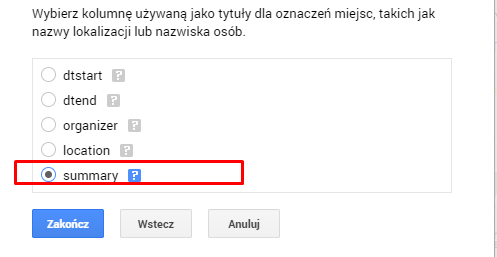 Wybierz kolumnę używaną jako tytuły dla oznaczeń miejsc, takich jak
nazwy lokalizacji lub nazwiska osób.
dtstart ?
dtend ?
organizer ?
location ?
summary ?
Zakończ Wstecz Anuluj